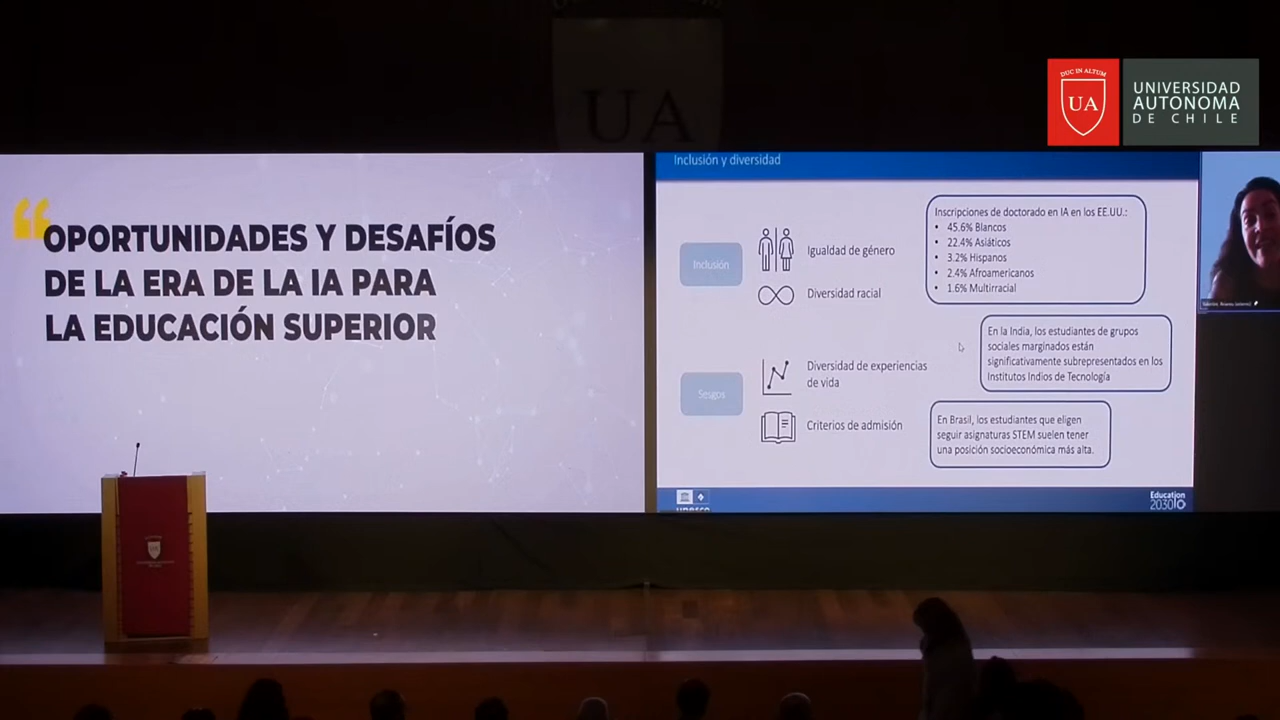 UA
DUC IN ALTUM
UA
UNIVERSIDAD
AUTONOMA
DE CHILE
“OPORTUNIDADES Y DESAFÍOS
DE LA ERA DE LA IA PARA
LA EDUCACIÓN SUPERIOR
Inclusión y diversidad
Inclusión
Igualdad de género
Diversidad racial
Inscripciones de doctorado en IA en los EE.UU.:
• 45.6% Blancos
• 22.4% Asiáticos
• 3.2% Hispanos
• 2.4% Afroamericanos
• 1.6% Multirracial
En la India, los estudiantes de grupos
sociales marginados están
significativamente subrepresentados en los
Institutos Indios de Tecnología
Sesgos
Diversidad de experiencias
de vida
Criterios de admisión
En Brasil, los estudiantes que eligen
seguir asignaturas STEM suelen tener
una posición socioeconómica más alta.
unesco
Education
2030
UA